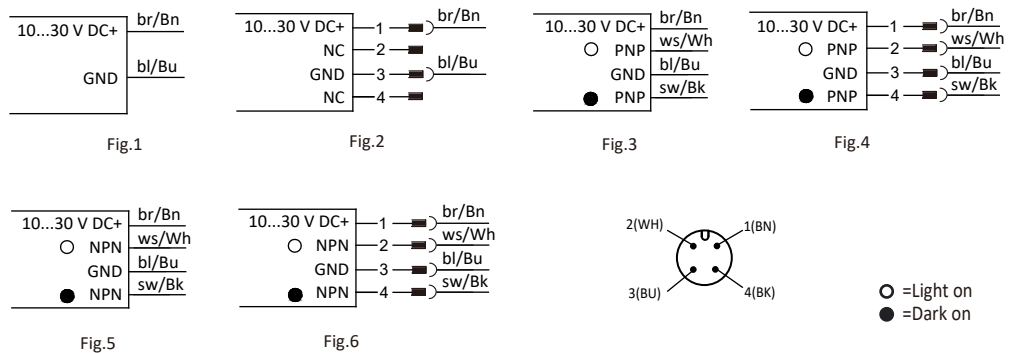 10...30 V DC+ br/Bn
GND bl/Bu
Fig.1
10...30 V DC+ 1 br/Bn
NC 2
GND 3 bl/Bu
NC 4
Fig.2
10...30 V DC+ br/Bn
PNP ws/Wh
GND bl/Bu
PNP sw/Bk
Fig.3
10...30 V DC+ 1 br/Bn
PNP 2 ws/Wh
GND 3 bl/Bu
PNP 4 sw/Bk
Fig.4
10...30 V DC+ br/Bn
NPN ws/Wh
GND bl/Bu
NPN sw/Bk
Fig.5
10...30 V DC+ 1 br/Bn
NPN 2 ws/Wh
GND 3 bl/Bu
NPN 4 sw/Bk
Fig.6
2(WH) 1(BN)
3(BU) 4(BK)
=Light on
=Dark on